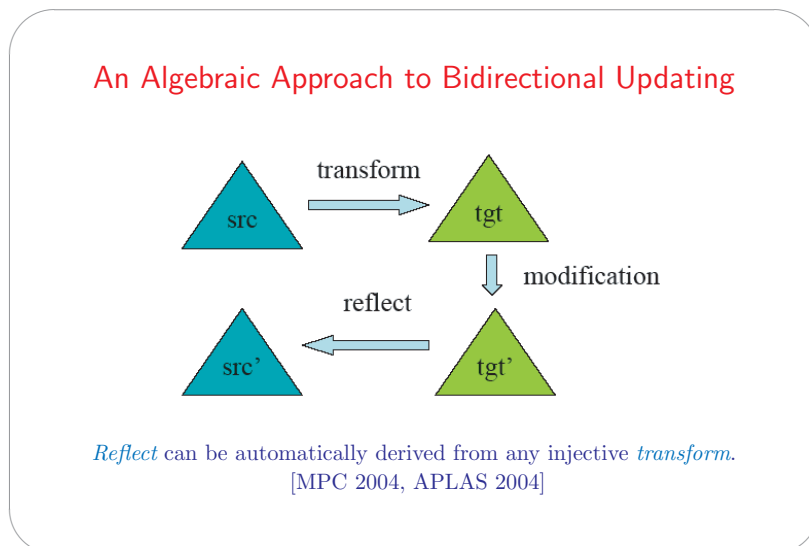 An Algebraic Approach to Bidirectional Updating
transform
src
tgt
modification
reflect
src’
tgt’
Reflect can be automatically derived from any injective transform.
[MPC 2004, APLAS 2004]